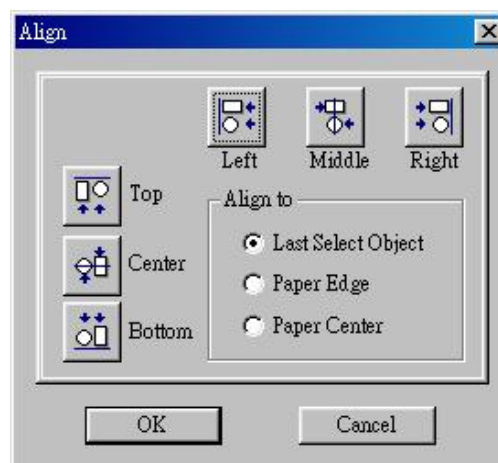 Align
Left Middle Right
Top
Align to
Last Select Object
Center
Paper Edge
Paper Center
Bottom
OK Cancel